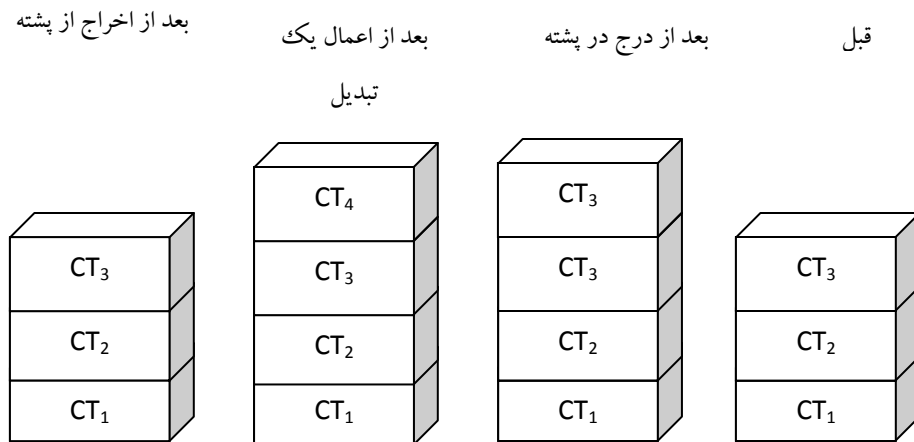 قبل
بعد از درج در پشته
بعد از اعمال یک
تبدیل
بعد از اخراج از پشته
CT₃
CT₂
CT₁
CT₃
CT₃
CT₂
CT₁
CT₄
CT₃
CT₂
CT₁
CT₃
CT₂
CT₁